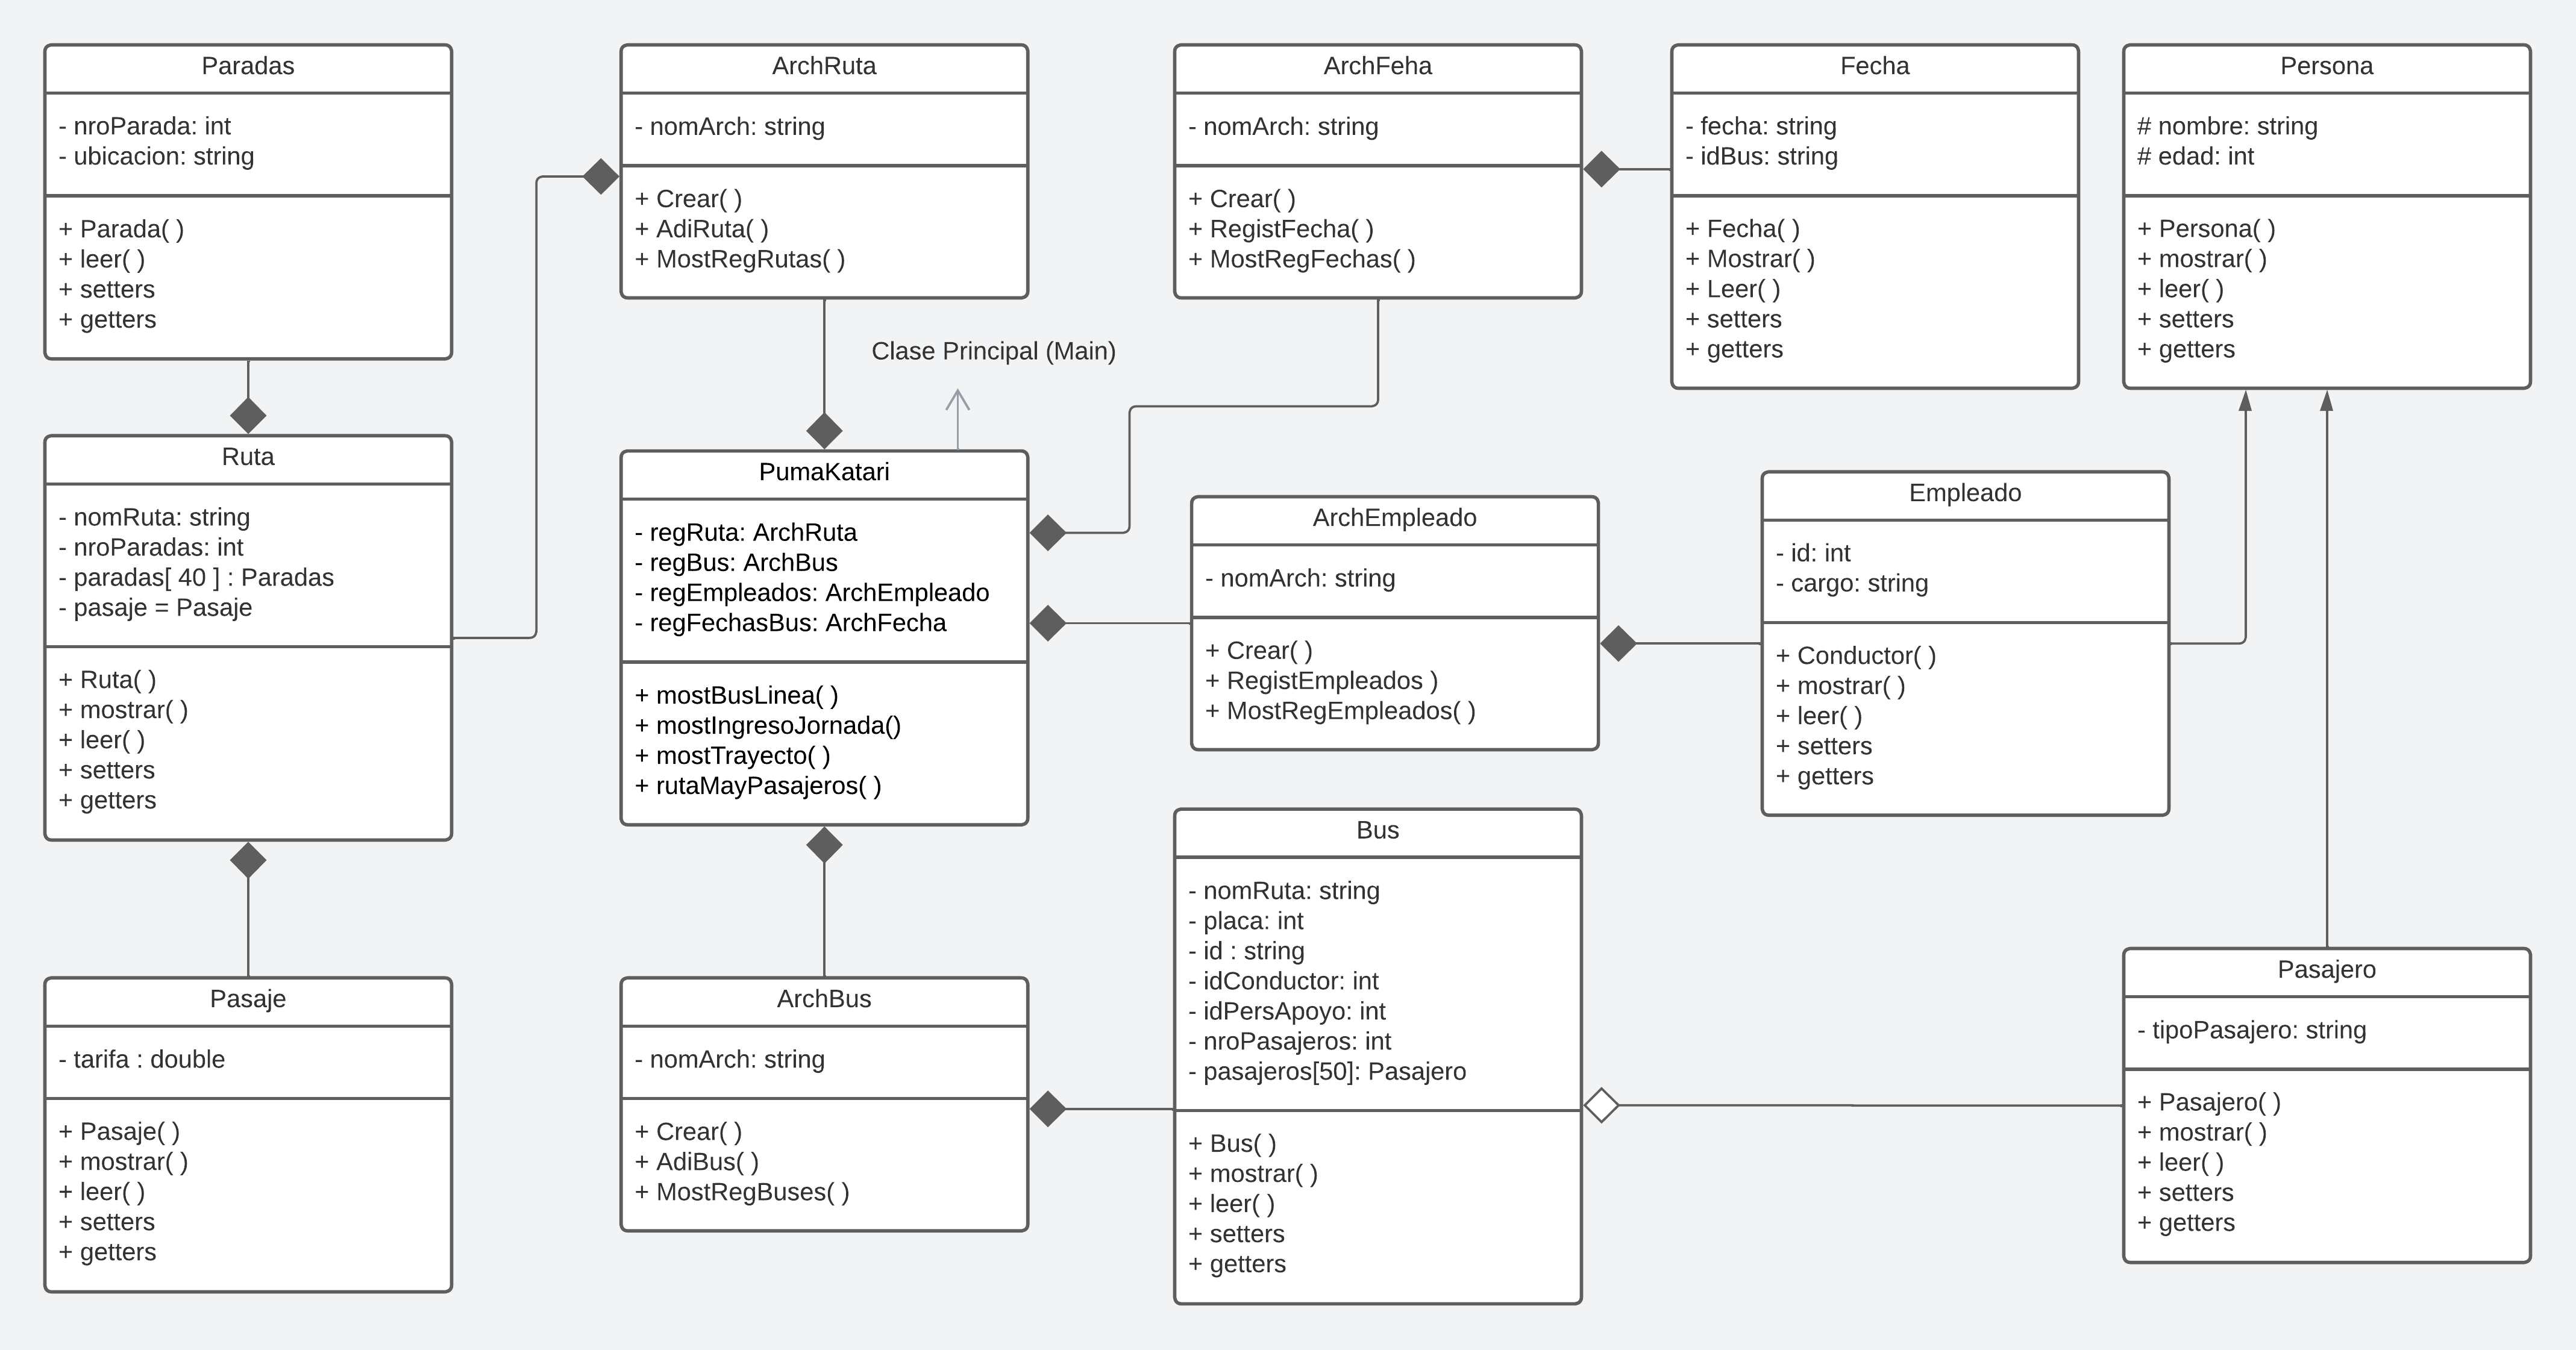 Paradas
- nroParada: int
- ubicacion: string
+ Parada( )
+ leer( )
+ setters
+ getters
ArchRuta
- nomArch: string
+ Crear( )
+ AdiRuta( )
+ MostRegRutas( )
ArchFeha
- nomArch: string
+ Crear( )
+ RegistFecha( )
+ MostRegFechas( )
Fecha
- fecha: string
- idBus: string
+ Fecha( )
+ Mostrar( )
+ Leer( )
+ setters
+ getters
Persona
# nombre: string
# edad: int
+ Persona( )
+ mostrar( )
+ leer( )
+ setters
+ getters
Clase Principal (Main)
Ruta
- nomRuta: string
- nroParadas: int
- paradas[ 40 ] : Paradas
- pasaje = Pasaje
+ Ruta( )
+ mostrar( )
+ leer( )
+ setters
+ getters
PumaKatari
- regRuta: ArchRuta
- regBus: ArchBus
- regEmpleados: ArchEmpleado
- regFechasBus: ArchFecha
+ mostBusLinea( )
+ mostIngresoJornada()
+ mostTrayecto( )
+ rutaMayPasajeros( )
ArchEmpleado
- nomArch: string
+ Crear( )
+ RegistEmpleados )
+ MostRegEmpleados( )
Empleado
- id: int
- cargo: string
+ Conductor( )
+ mostrar( )
+ leer( )
+ setters
+ getters
Pasaje
- tarifa : double
+ Pasaje( )
+ mostrar( )
+ leer( )
+ setters
+ getters
ArchBus
- nomArch: string
+ Crear( )
+ AdiBus( )
+ MostRegBuses( )
Bus
- nomRuta: string
- placa: int
- id : string
- idConductor: int
- idPersApoyo: int
- nroPasajeros: int
- pasajeros[50]: Pasajero
+ Bus( )
+ mostrar( )
+ leer( )
+ setters
+ getters
Pasajero
- tipoPasajero: string
+ Pasajero( )
+ mostrar( )
+ leer( )
+ setters
+ getters